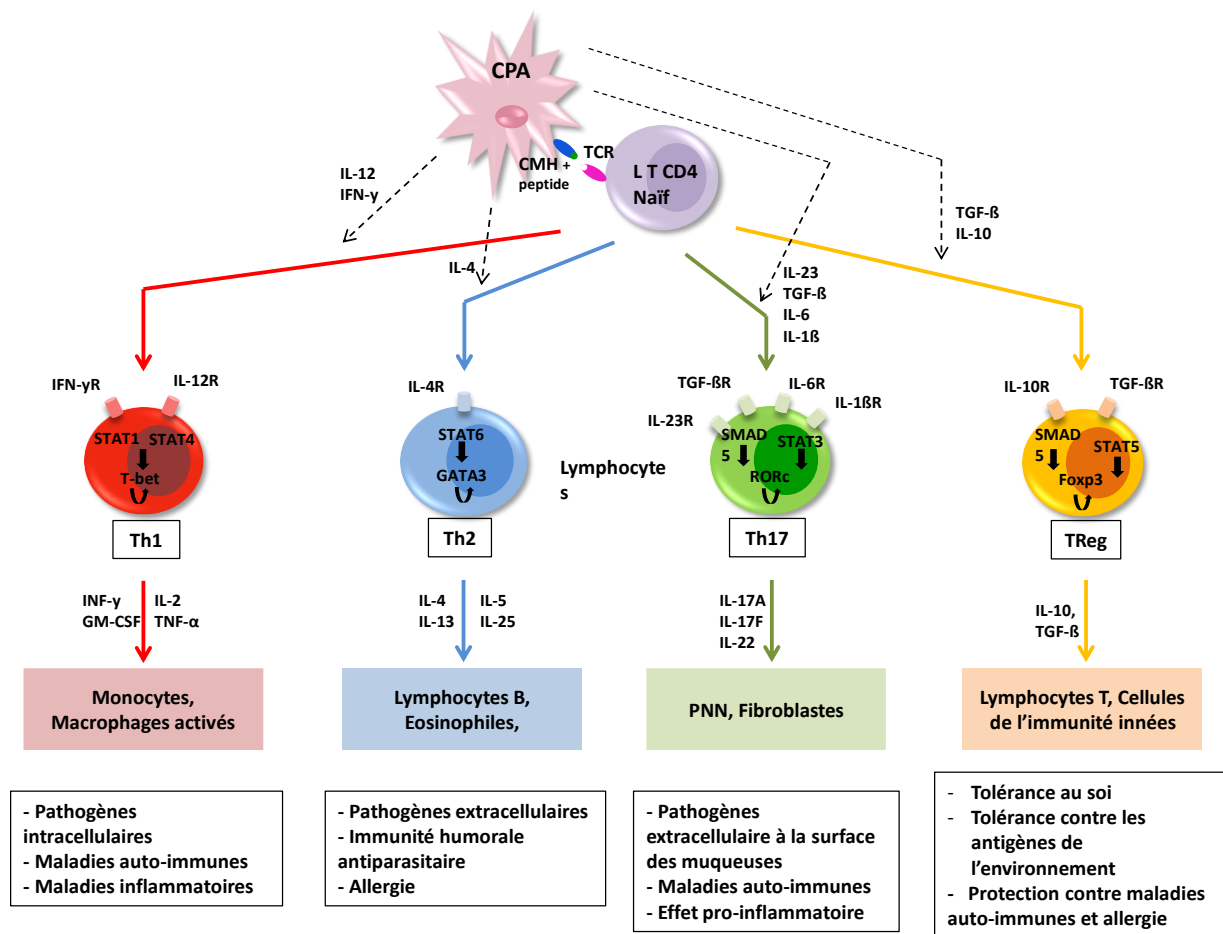 CPA
TCR
CMH +
peptide
L T CD4
Naïf
IL-12
IFN-γ
IL-4
IL-23
TGF-ß
IL-6
IL-1ß
TGF-ß
IL-10
IFN-γR
IL-12R
STAT1
STAT4
T-bet
Th1
IL-4R
STAT6
GATA3
Th2
Lymphocyte
s
TGF-ßR
IL-6R
IL-23R
IL-1ßR
SMAD
5
STAT3
RORc
Th17
IL-10R
TGF-ßR
SMAD
5
STAT5
Foxp3
TReg
INF-γ
GM-CSF
IL-2
TNF-α
IL-4
IL-13
IL-5
IL-25
IL-17A
IL-17F
IL-22
IL-10,
TGF-ß
Monocytes,
Macrophages activés
Lymphocytes B,
Eosinophiles,
PNN, Fibroblastes
Lymphocytes T, Cellules
de l’immunité innées
- Pathogènes
intracellulaires
- Maladies auto-immunes
- Maladies inflammatoires
- Pathogènes extracellulaires
- Immunité humorale
antiparasitaire
- Allergie
- Pathogènes
extracellulaire à la surface
des muqueuses
- Maladies auto-immunes
- Effet pro-inflammatoire
- Tolérance au soi
- Tolérance contre les
antigènes de
l’environnement
- Protection contre maladies
auto-immunes et allergie